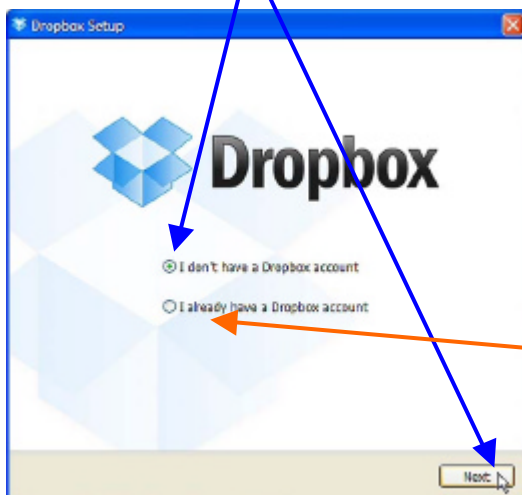 Dropbox Setup
Dropbox
I don't have a Dropbox account
I already have a Dropbox account
Next